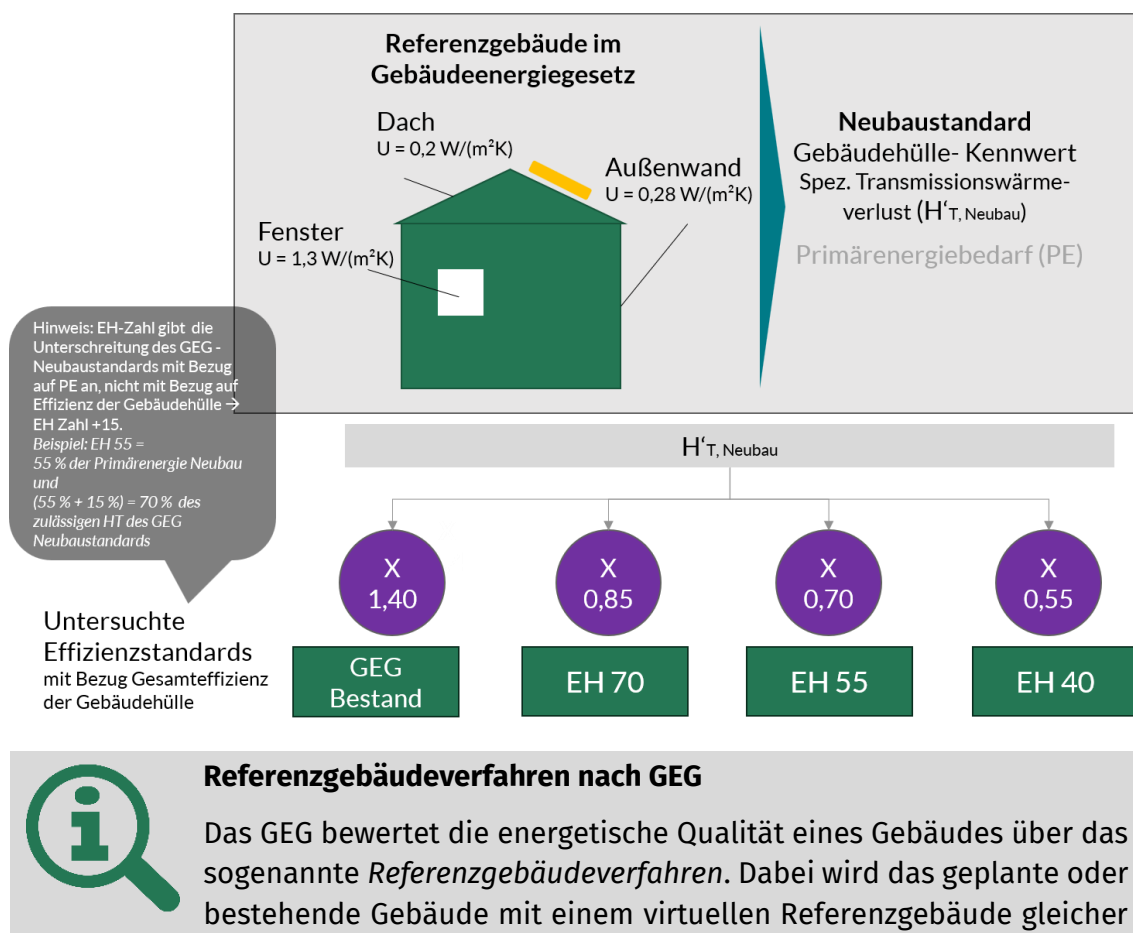 Referenzgebäude im
Gebäudeenergiegesetz
Dach
U = 0,2 W/(m²K)
Außenwand
U = 0,28 W/(m²K)
Fenster
U = 1,3 W/(m²K)
Neubaustandard
Gebäudehülle- Kennwert
Spez. Transmissionswärme-
verlust (H‘T, Neubau)
Primärenergiebedarf (PE)
Hinweis: EH-Zahl gibt die
Unterschreitung des GEG -
Neubaustandards mit Bezug
auf PE an, nicht mit Bezug auf
Effizienz der Gebäudehülle →
EH Zahl +15.
Beispiel: EH 55 =
55 % der Primärenergie Neubau
und
(55 % + 15 %) = 70 % des
zulässigen HT des GEG
Neubaustandards
H‘T, Neubau
X
1,40
X
0,85
X
0,70
X
0,55
Untersuchte
Effizienzstandards
mit Bezug Gesamteffizienz
der Gebäudehülle
GEG
Bestand
EH 70
EH 55
EH 40
Referenzgebäudeverfahren nach GEG
Das GEG bewertet die energetische Qualität eines Gebäudes über das
sogenannte Referenzgebäudeverfahren. Dabei wird das geplante oder
bestehende Gebäude mit einem virtuellen Referenzgebäude gleicher